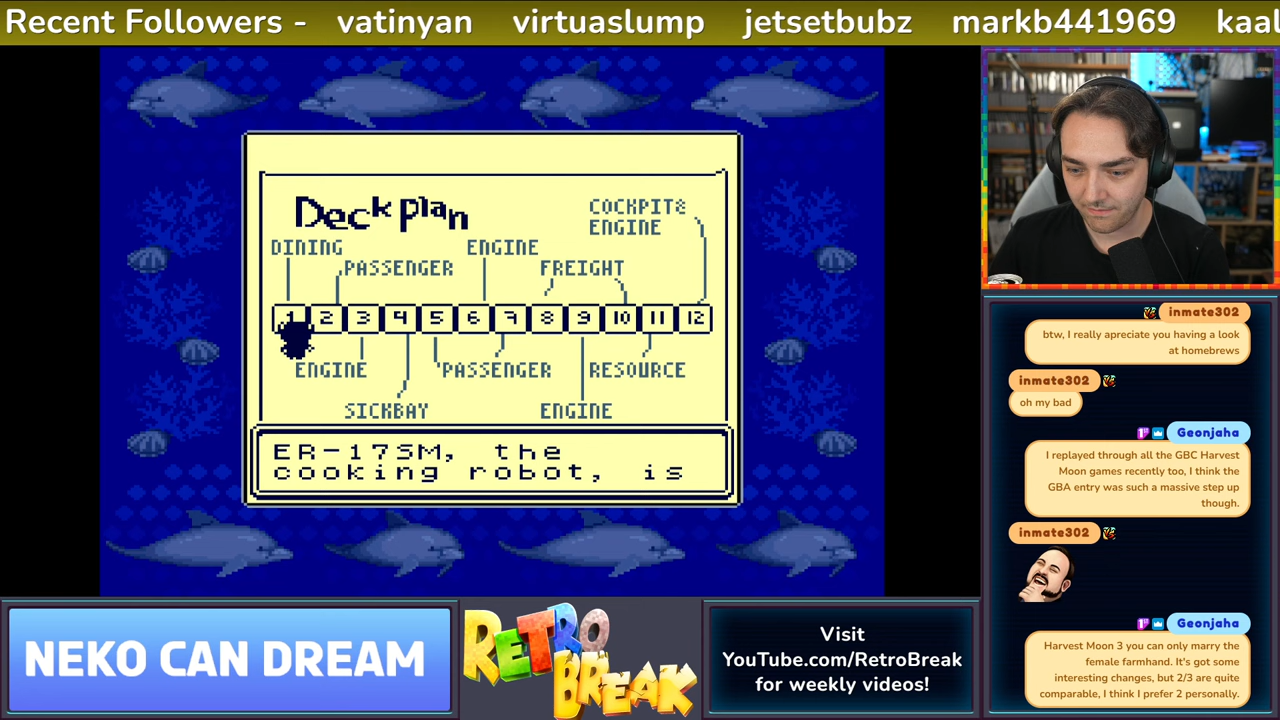 Recent Followers - vatinyan virtuaslump jetsetbubz markb441969 kaal
Deck plan
COCKPIT&
ENGINE
DINING
ENGINE
PASSENGER
FREIGHT
1 2 3 4 5 6 7 8 9 10 11 12
ENGINE
PASSENGER
RESOURCE
SICKBAY
ENGINE
ER-17SM, the
cooking robot, is
inmate302
btw, I really apreciate you having a look
at homebrews
inmate302
oh my bad
Geonjaha
I replayed through all the GBC Harvest
Moon games recently too, I think the
GBA entry was such a massive step up
though.
inmate302
Geonjaha
Harvest Moon 3 you can only marry the
female farmhand. It's got some
interesting changes, but 2/3 are quite
comparable, I think I prefer 2 personally.
NEKO CAN DREAM
RETRO
BREAK
Visit
YouTube.com/RetroBreak
for weekly videos!